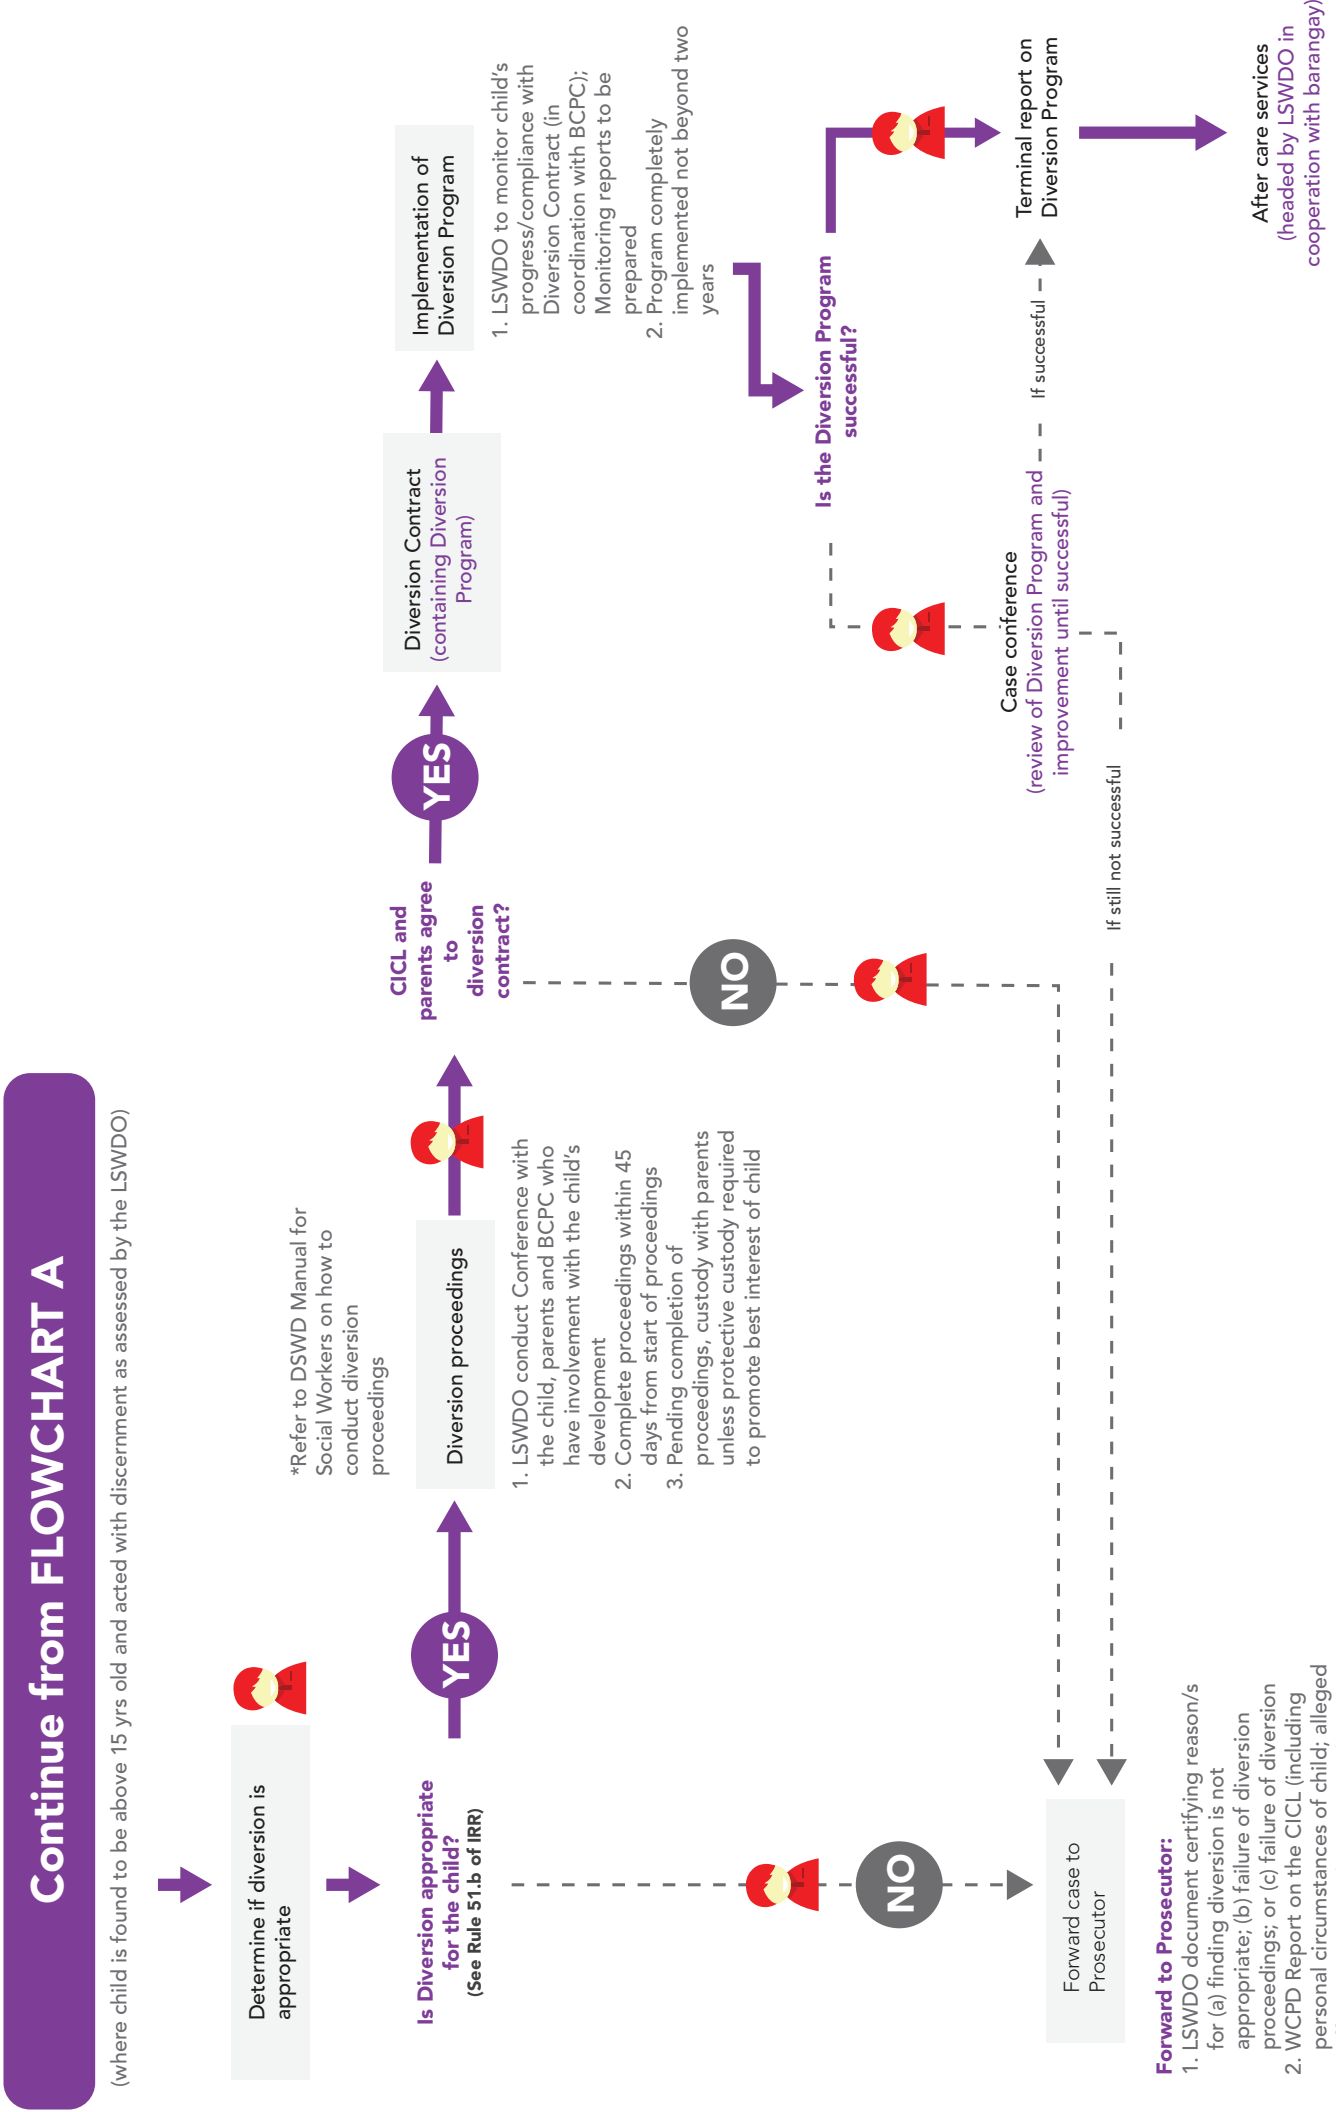 Continue from FLOWCHART A
(where child is found to be above 15 yrs old and acted with discernment as assessed by the LSWDO)
Determine if diversion is
appropriate
Is Diversion appropriate
for the child?
(See Rule 51.b of IRR)
YES
*Refer to DSWD Manual for
Social Workers on how to
conduct diversion
proceedings
Diversion proceedings
1. LSWDO conduct Conference with
the child, parents and BCPC who
have involvement with the child's
development
2. Complete proceedings within 45
days from start of proceedings
3. Pending completion of
proceedings, custody with parents
unless protective custody required
to promote best interest of child
CICL and
parents agree
to
diversion
contract?
YES
Diversion Contract
(containing Diversion
Program)
Implementation of
Diversion Program
1. LSWDO to monitor child's
progress/compliance with
Diversion Contract (in
coordination with BCPC);
Monitoring reports to be
prepared
2. Program completely
implemented not beyond two
years
NO
NO
Is the Diversion Program
successful?
Case conference
(review of Diversion Program and
improvement until successful)
If successful
Terminal report on
Diversion Program
If still not successful
After care services
(headed by LSWDO in
cooperation with barangay)
Forward case to
Prosecutor
Forward to Prosecutor:
1. LSWDO document certifying reason/s
for (a) finding diversion is not
appropriate; (b) failure of diversion
proceedings; or (c) failure of diversion
2. WCPD Report on the CICL (including
personal circumstances of child; alleged